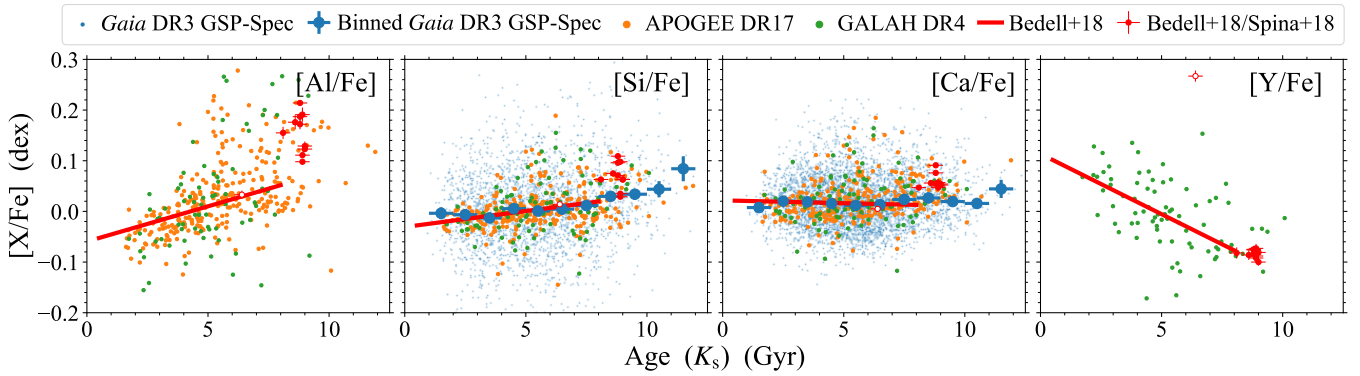 Gaia DR3 GSP-Spec Binned Gaia DR3 GSP-Spec APOGEE DR17 GALAH DR4 Bedell+18 Bedell+18/Spina+18
[X/Fe] (dex)
0.3
0.2
0.1
0.0
−0.1
−0.2
[Al/Fe] [Si/Fe] [Ca/Fe] [Y/Fe]
0 5 10 0 5 10 0 5 10 0 5 10
Age (Ks) (Gyr)